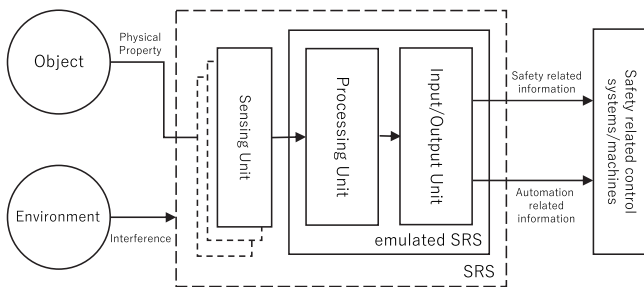 Object
Physical
Property
Environment
Interference
Sensing Unit
Processing Unit
Input/Output Unit
emulated SRS
SRS
Safety related
information
Automation
related
information
Safety related control
systems/machines